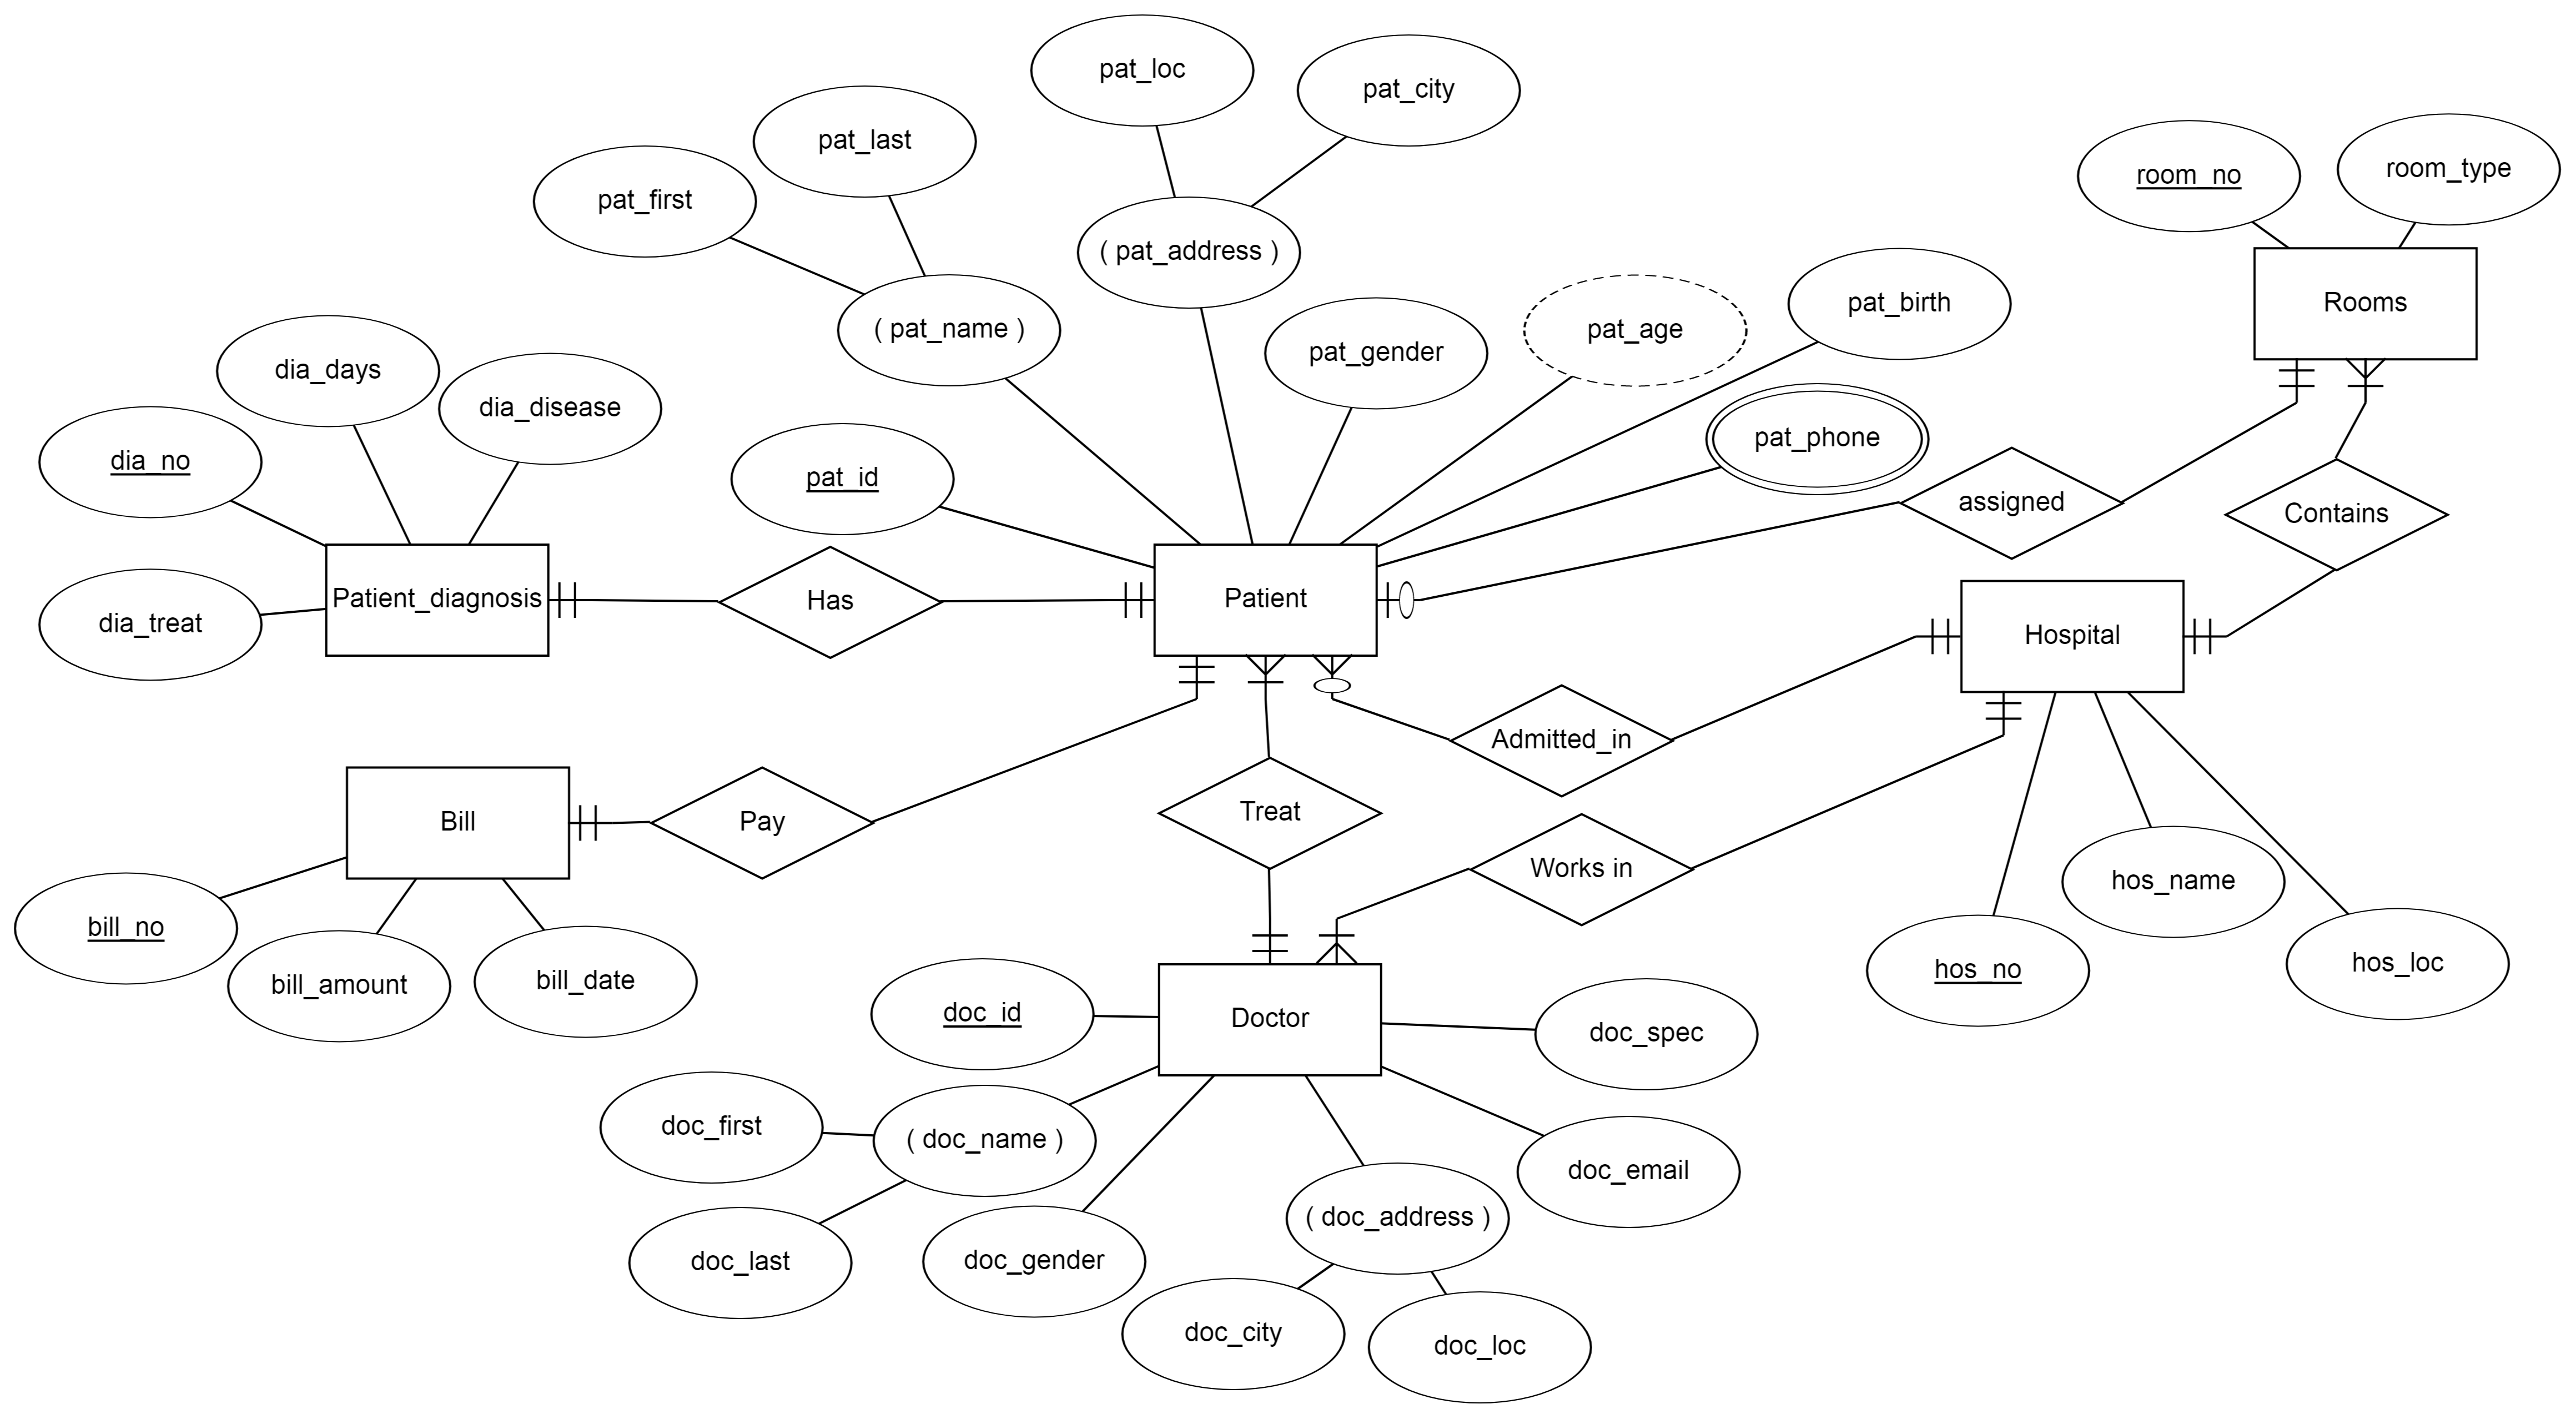 pat_loc
pat_city
pat_last
pat_first
room_no
room_type
( pat_address )
( pat_name )
pat_gender
pat_age
pat_birth
Rooms
dia_days
dia_disease
dia_no
pat_id
pat_phone
assigned
Contains
dia_treat
Patient_diagnosis
Has
Patient
Hospital
Admitted_in
Bill
Pay
Treat
Works in
hos_name
bill_no
bill_amount
bill_date
hos_no
hos_loc
doc_id
Doctor
doc_spec
doc_first
( doc_name )
doc_email
doc_last
doc_gender
( doc_address )
doc_city
doc_loc